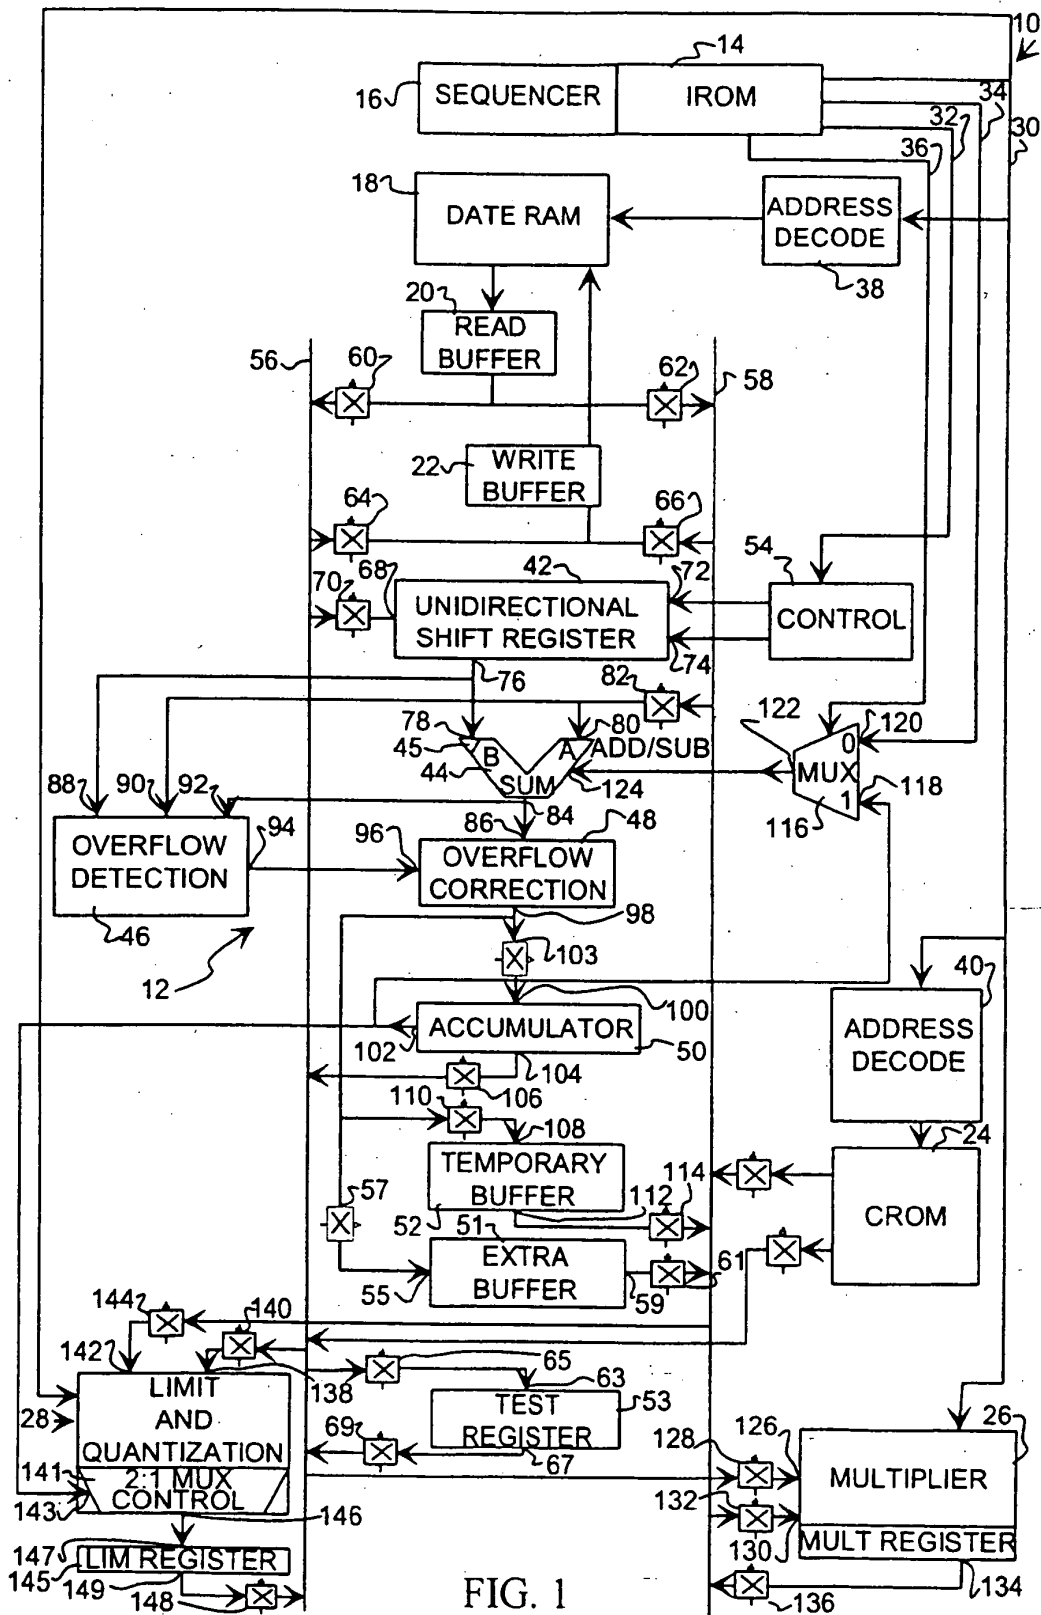 10
14
16 SEQUENCER IROM
34
32
30
36
18
DATE RAM
ADDRESS
DECODE
38
20
READ
BUFFER
56
60
62
58
22
WRITE
BUFFER
64
66
54
42
72
70
68
UNIDIRECTIONAL
SHIFT REGISTER
CONTROL
74
76
82
122
120
78
80
45
B
A
ADD/SUB
0
MUX
1
44
SUM
118
88
90
92
124
116
84
86
48
94
96
OVERFLOW
DETECTION
OVERFLOW
CORRECTION
46
98
103
12
40
100
ACCUMULATOR
ADDRESS
DECODE
102
104
50
106
110
108
24
TEMPORARY
BUFFER
57
112
114
52
51
CROM
EXTRA
BUFFER
55
59
61
144
140
142
138
65
63
LIMIT
AND
QUANTIZATION
28
TEST
REGISTER
53
26
69
67
128
126
MULTIPLIER
141
2:1 MUX
CONTROL
143
132
146
130
MULT REGISTER
147
LIM REGISTER
145
149
148
134
136
FIG. 1